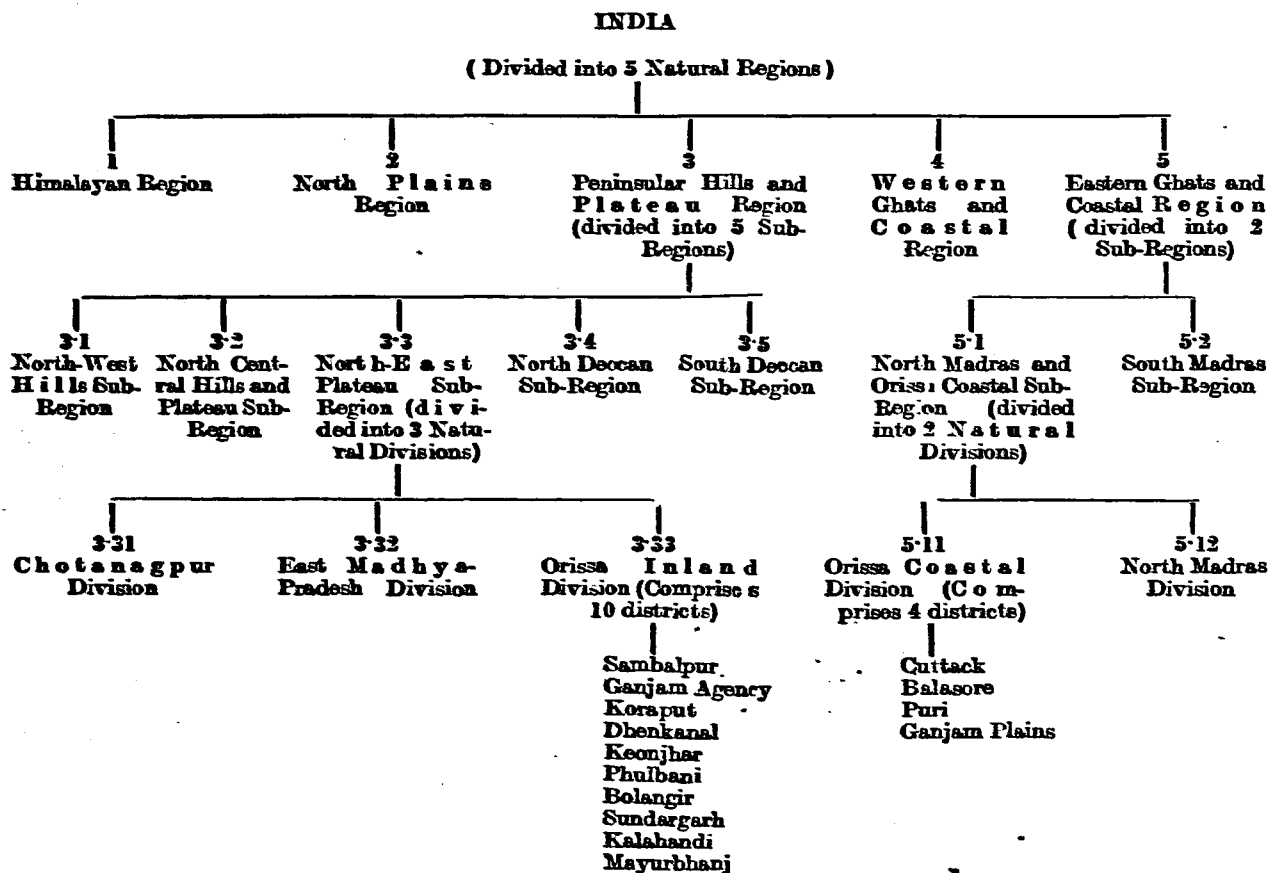 INDIA
( Divided into 5 Natural Regions )
1
Himalayan Region
2
North Plains
Region
3
Peninsular Hills and
Plateau Region
(divided into 5 Sub-
Regions)
4
Western
Ghats and
Coastal
Region
5
Eastern Ghats and
Coastal Region
( divided into 2
Sub-Regions)
3·1
North-West
Hills Sub-
Region
3·2
North Cent-
ral Hills and
Plateau Sub-
Region
3·3
North-East
Plateau Sub-
Region (divi-
ded into 3 Natu-
ral Divisions)
3·4
North Deccan
Sub-Region
3·5
South Deccan
Sub-Region
5·1
North Madras and
Orissa Coastal Sub-
Region (divided
into 2 Natural
Divisions)
5·2
South Madras
Sub-Region
3·31
Chotanagpur
Division
3·32
East Madhya-
Pradesh Division
3·33
Orissa Inland
Division (Comprises
10 districts)
5·11
Orissa Coastal
Division (Com-
prises 4 districts)
5·12
North Madras
Division
Sambalpur
Ganjam Agency
Koraput
Dhenkanal
Keonjhar
Phulbani
Bolangir
Sundargarh
Kalahandi
Mayurbhanj
Cuttack
Balasore
Puri
Ganjam Plains